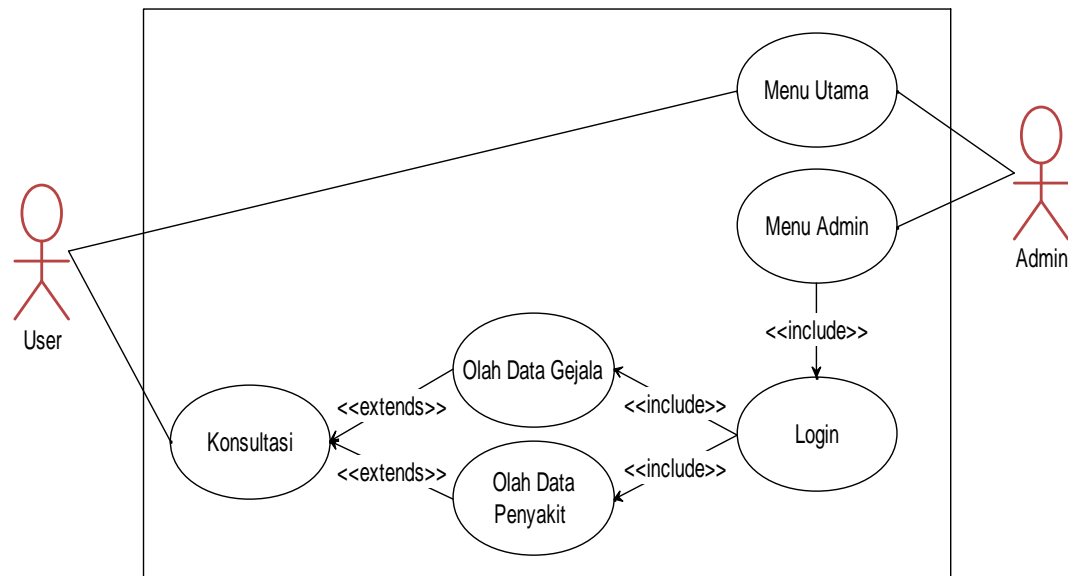 Menu Utama
Menu Admin
Admin
User
<<include>>
Olah Data Gejala
<<extends>>
<<include>>
Konsultasi
Login
<<extends>>
<<include>>
Olah Data
Penyakit